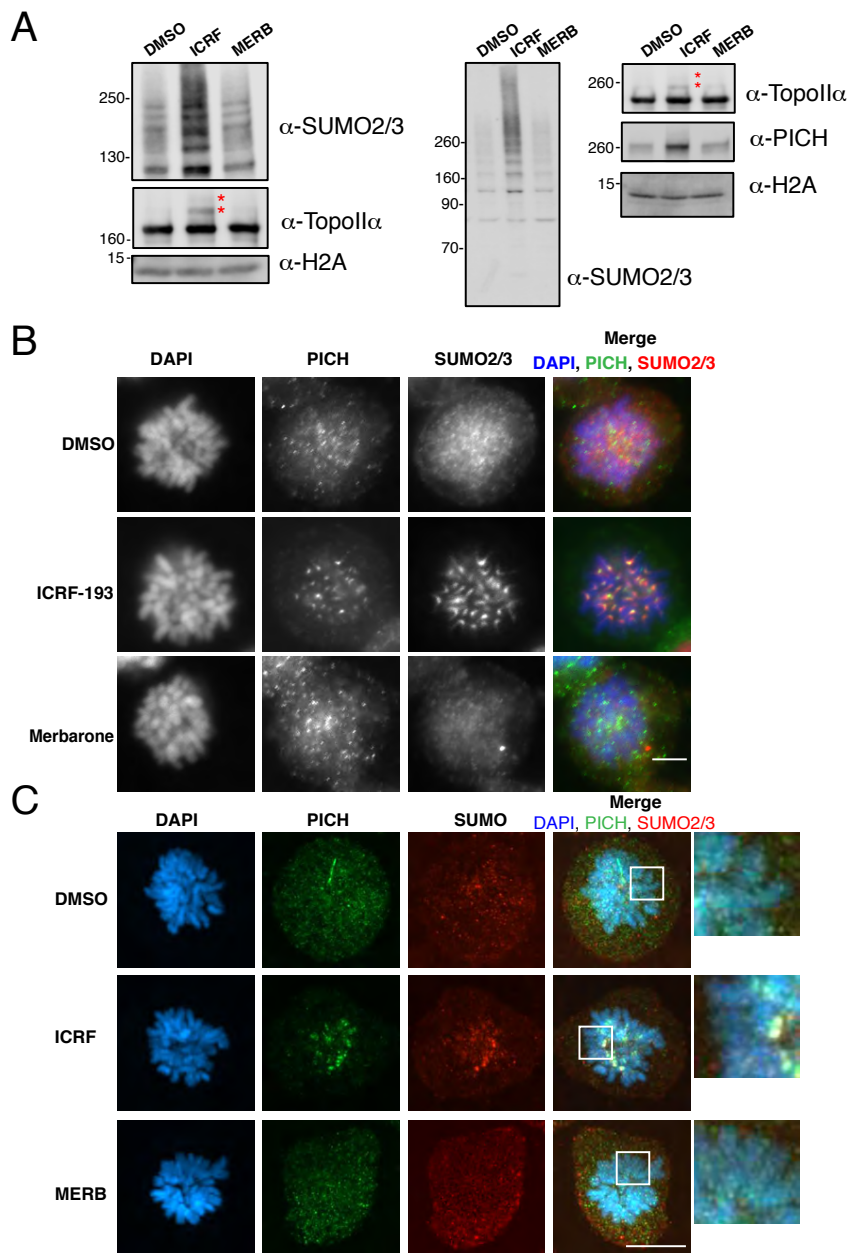 A
DMSO ICRF MERB
250-
130-
α-SUMO2/3
* *
160-
α-TopoIIα
15-
α-H2A
DMSO ICRF MERB
260-
160-
90-
70-
α-SUMO2/3
DMSO ICRF MERB
260-
* *
α-TopoIIα
260-
α-PICH
15-
α-H2A
B
DAPI PICH SUMO2/3 Merge
DAPI, PICH, SUMO2/3
DMSO
ICRF-193
Merbarone
C
DAPI PICH SUMO Merge
DAPI, PICH, SUMO2/3
DMSO
ICRF
MERB